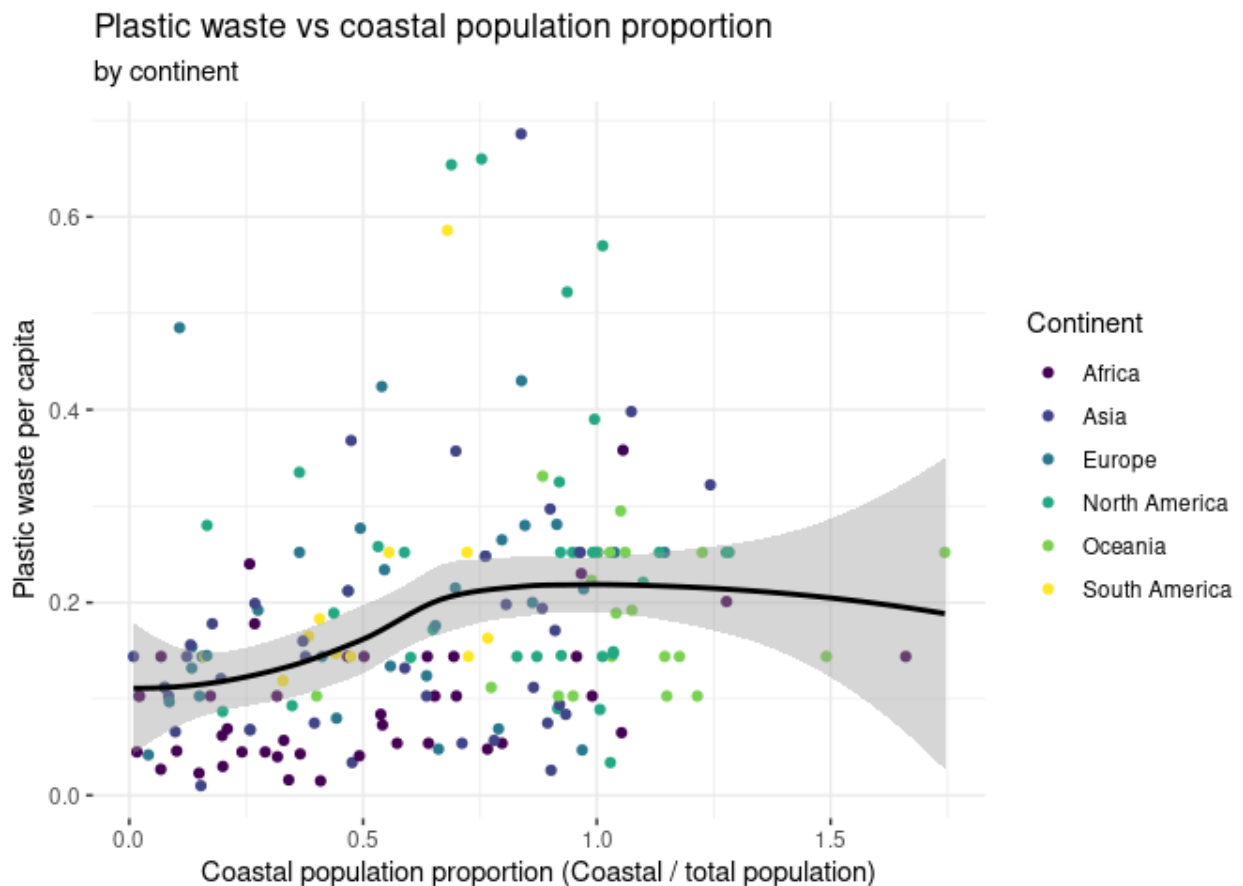 Plastic waste vs coastal population proportion
by continent
Plastic waste per capita
0.6
0.4
0.2
0.0
0.0 0.5 1.0 1.5
Coastal population proportion (Coastal / total population)
Continent
Africa
Asia
Europe
North America
Oceania
South America